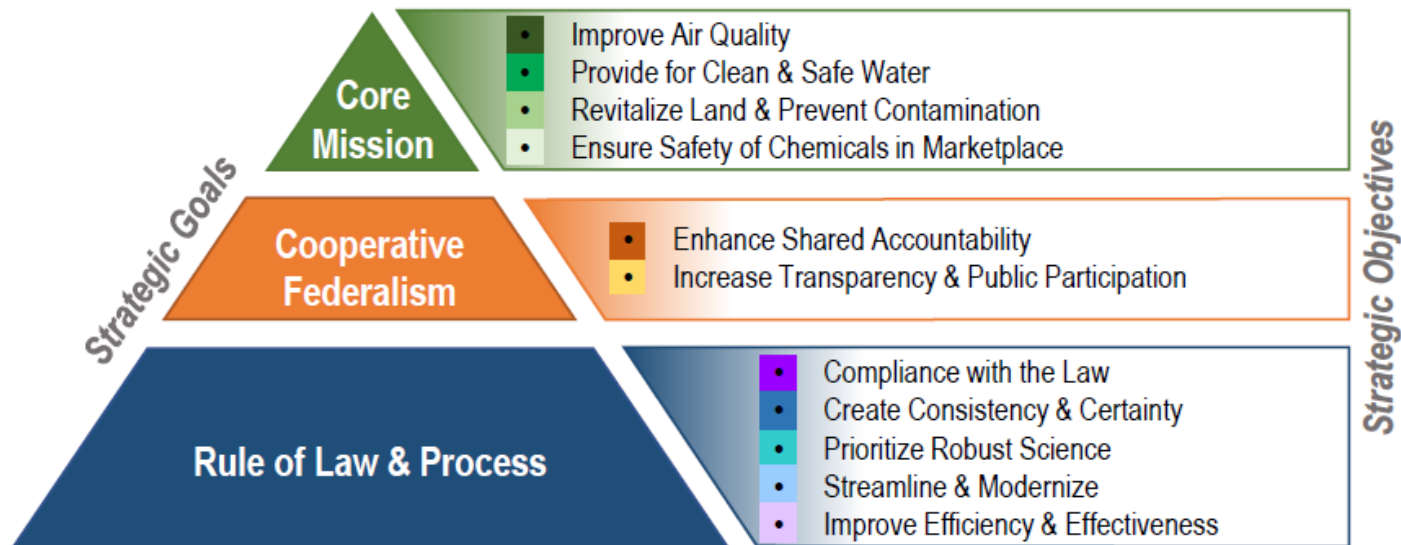 Strategic Goals
Core
Mission
• Improve Air Quality
• Provide for Clean & Safe Water
• Revitalize Land & Prevent Contamination
• Ensure Safety of Chemicals in Marketplace
Cooperative
Federalism
• Enhance Shared Accountability
• Increase Transparency & Public Participation
Rule of Law & Process
• Compliance with the Law
• Create Consistency & Certainty
• Prioritize Robust Science
• Streamline & Modernize
• Improve Efficiency & Effectiveness
Strategic Objectives